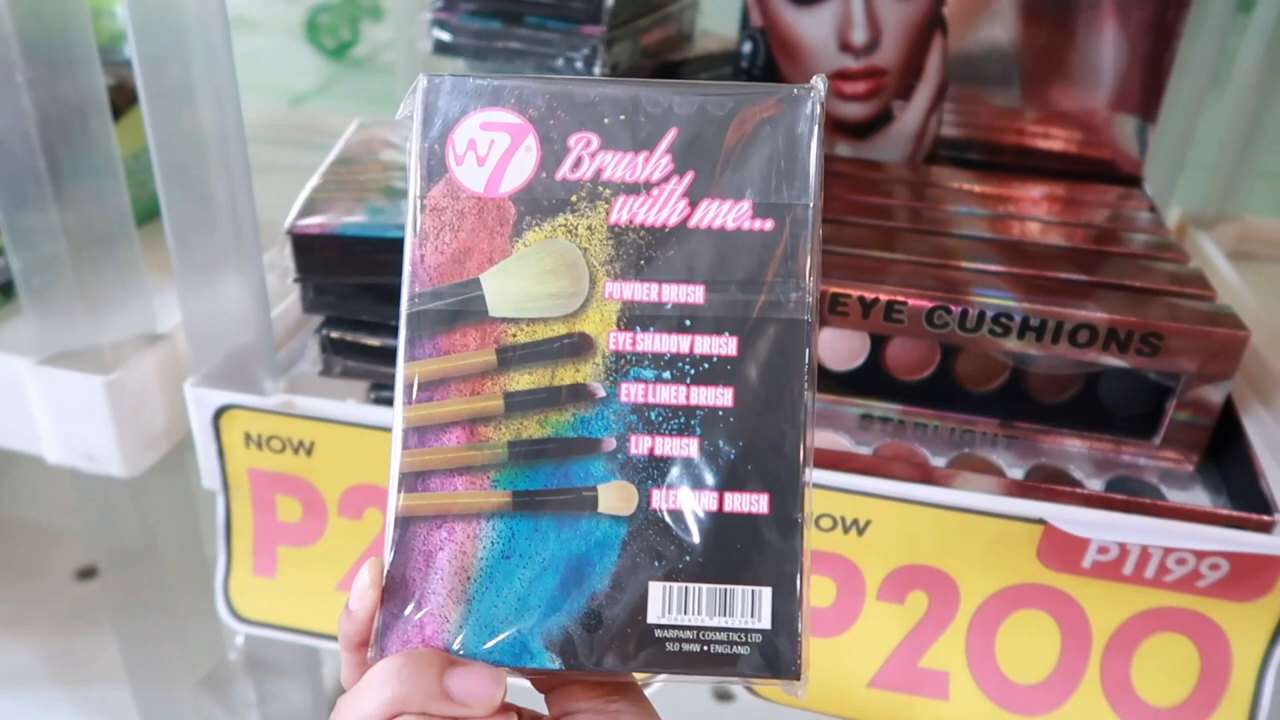 W7
Brush
with me...
POWDER BRUSH
EYE SHADOW BRUSH
EYE LINER BRUSH
LIP BRUSH
BLENDING BRUSH
WARPAINT COSMETICS LTD
SL0 9HW • ENGLAND
EYE CUSHIONS
STARLIGHT
NOW
P2
NOW
P1199
P200